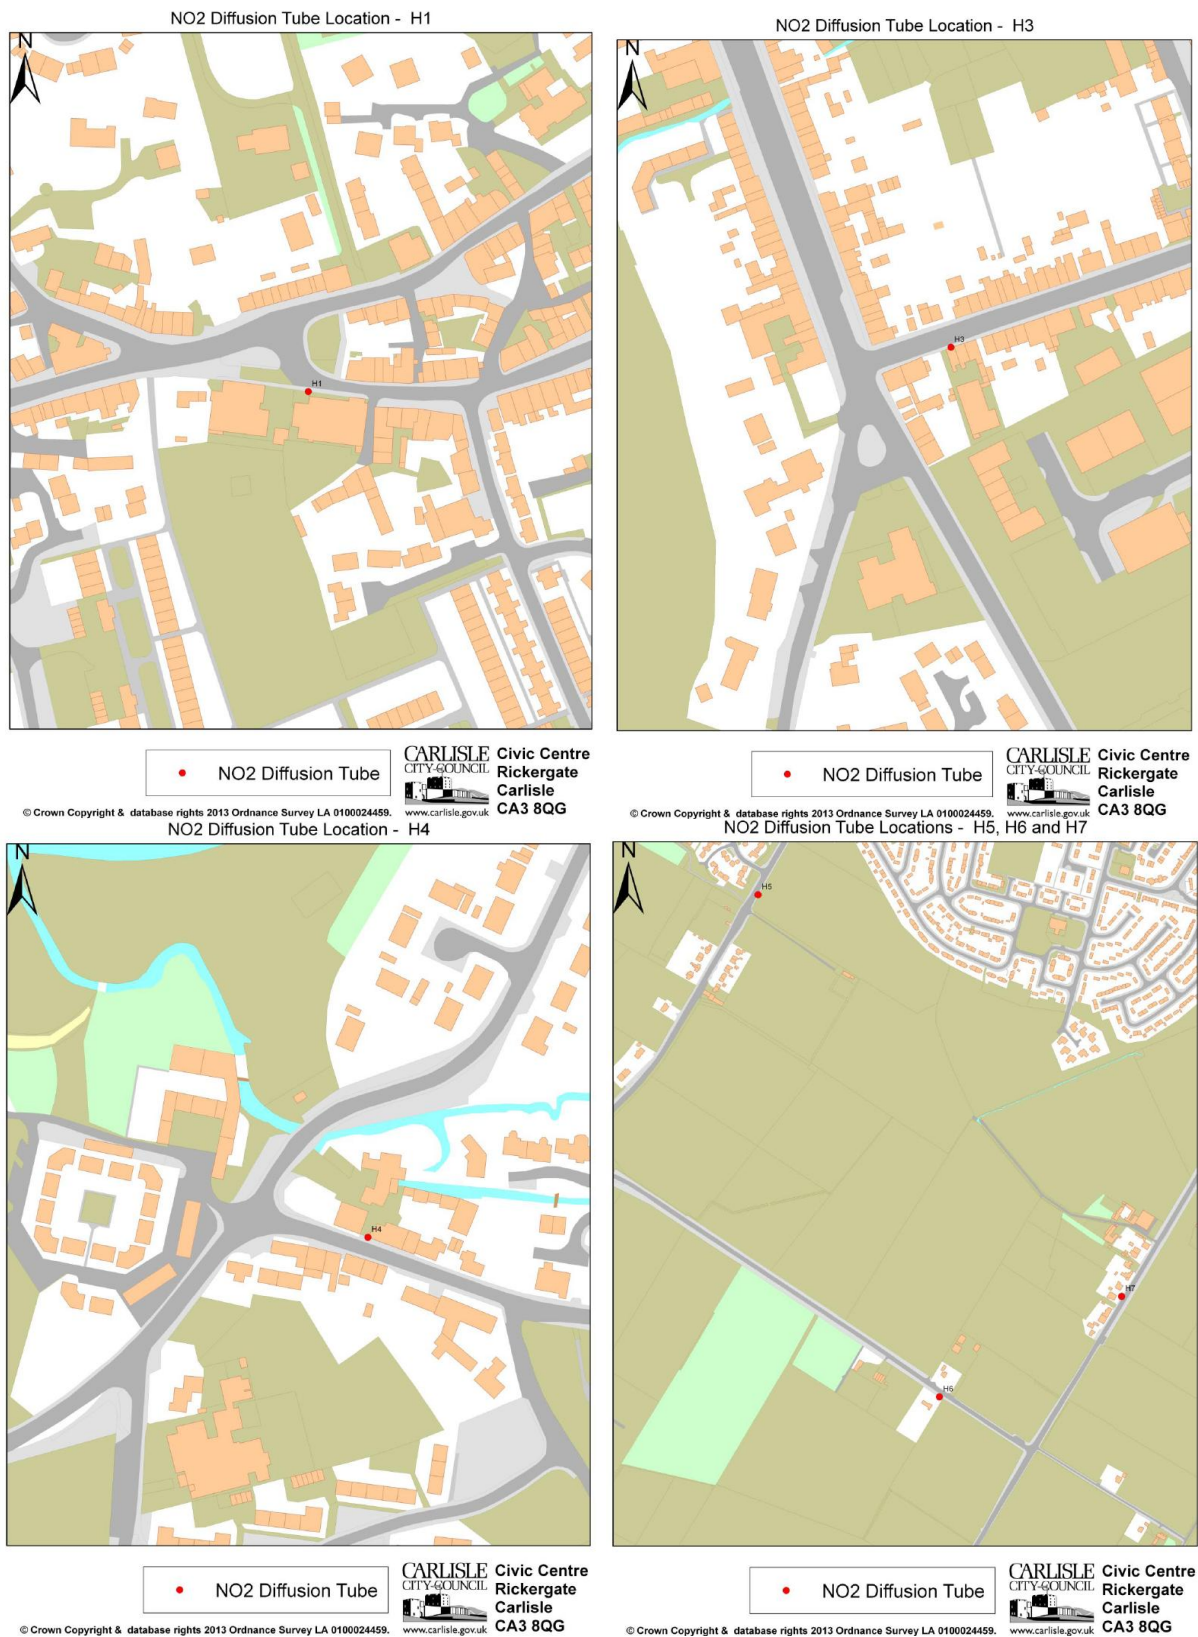 NO2 Diffusion Tube Location - H1
N
H1
NO2 Diffusion Tube
CARLISLE
CITY-COUNCIL
www.carlisle.gov.uk
Civic Centre
Rickergate
Carlisle
CA3 8QG
© Crown Copyright & database rights 2013 Ordnance Survey LA 0100024459.
NO2 Diffusion Tube Location - H3
N
H3
NO2 Diffusion Tube
CARLISLE
CITY-COUNCIL
www.carlisle.gov.uk
Civic Centre
Rickergate
Carlisle
CA3 8QG
© Crown Copyright & database rights 2013 Ordnance Survey LA 0100024459.
NO2 Diffusion Tube Location - H4
N
H4
NO2 Diffusion Tube
CARLISLE
CITY-COUNCIL
www.carlisle.gov.uk
Civic Centre
Rickergate
Carlisle
CA3 8QG
© Crown Copyright & database rights 2013 Ordnance Survey LA 0100024459.
NO2 Diffusion Tube Locations - H5, H6 and H7
N
H5
H7
H6
NO2 Diffusion Tube
CARLISLE
CITY-COUNCIL
www.carlisle.gov.uk
Civic Centre
Rickergate
Carlisle
CA3 8QG
© Crown Copyright & database rights 2013 Ordnance Survey LA 0100024459.